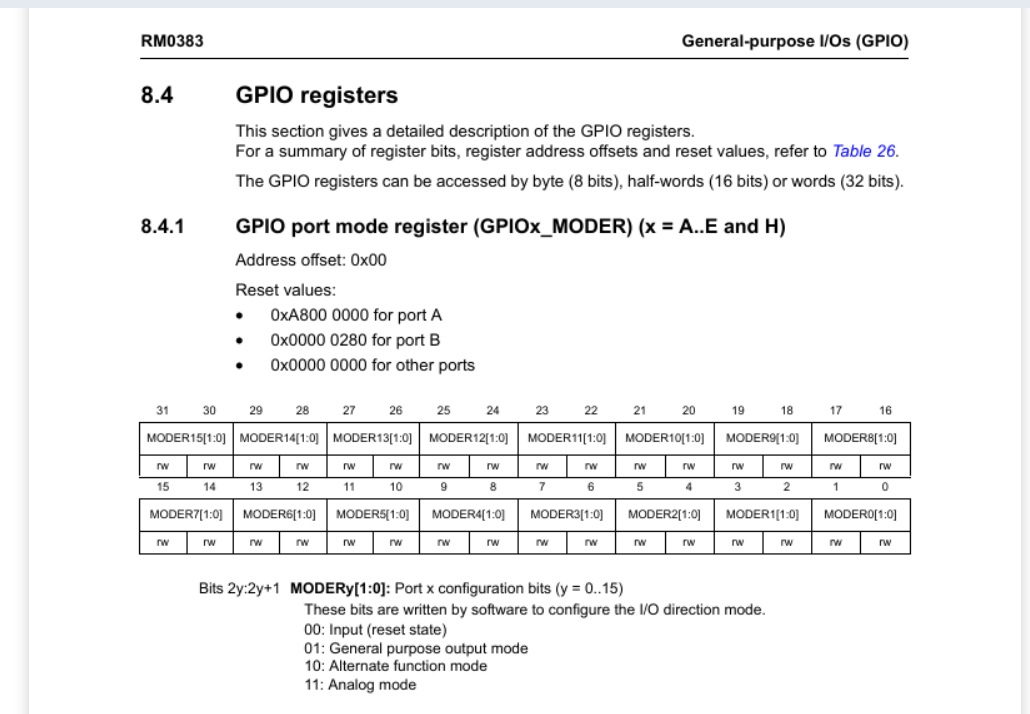 RM0383 General-purpose I/Os (GPIO)
8.4 GPIO registers
This section gives a detailed description of the GPIO registers.
For a summary of register bits, register address offsets and reset values, refer to Table 26.
The GPIO registers can be accessed by byte (8 bits), half-words (16 bits) or words (32 bits).
8.4.1 GPIO port mode register (GPIOx_MODER) (x = A..E and H)
Address offset: 0x00
Reset values:
• 0xA800 0000 for port A
• 0x0000 0280 for port B
• 0x0000 0000 for other ports
31 30 29 28 27 26 25 24 23 22 21 20 19 18 17 16
MODER15[1:0] MODER14[1:0] MODER13[1:0] MODER12[1:0] MODER11[1:0] MODER10[1:0] MODER9[1:0] MODER8[1:0]
rw rw rw rw rw rw rw rw rw rw rw rw rw rw rw rw
15 14 13 12 11 10 9 8 7 6 5 4 3 2 1 0
MODER7[1:0] MODER6[1:0] MODER5[1:0] MODER4[1:0] MODER3[1:0] MODER2[1:0] MODER1[1:0] MODER0[1:0]
rw rw rw rw rw rw rw rw rw rw rw rw rw rw rw rw
Bits 2y:2y+1 MODERy[1:0]: Port x configuration bits (y = 0..15)
These bits are written by software to configure the I/O direction mode.
00: Input (reset state)
01: General purpose output mode
10: Alternate function mode
11: Analog mode